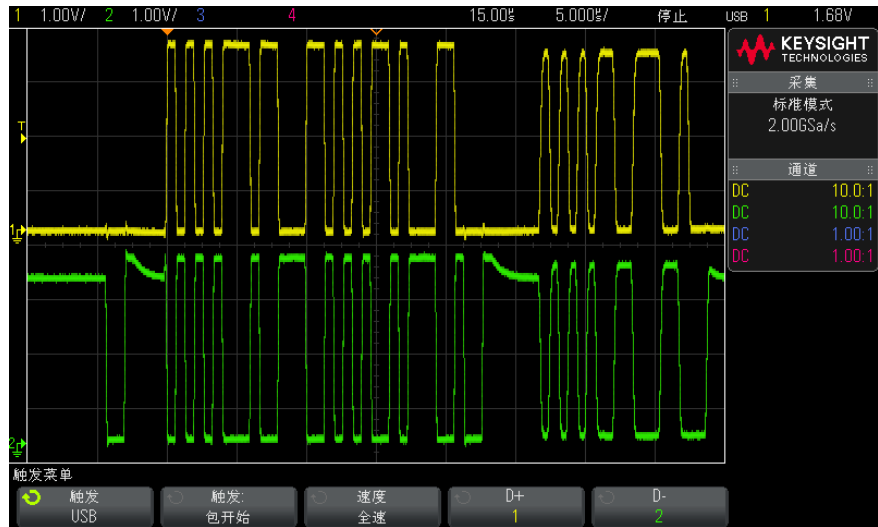 1 1.00V/ 2 1.00V/ 3 4 15.00㎲ 5.000㎲/ 停止 USB 1 1.68V
KEYSIGHT
TECHNOLOGIES
采集
标准模式
2.00GSa/s
通道
DC 10.0:1
DC 10.0:1
DC 1.00:1
DC 1.00:1
T
1
2
触发菜单
触发 触发: 速度 D+ D-
USB 包开始 全速 1 2